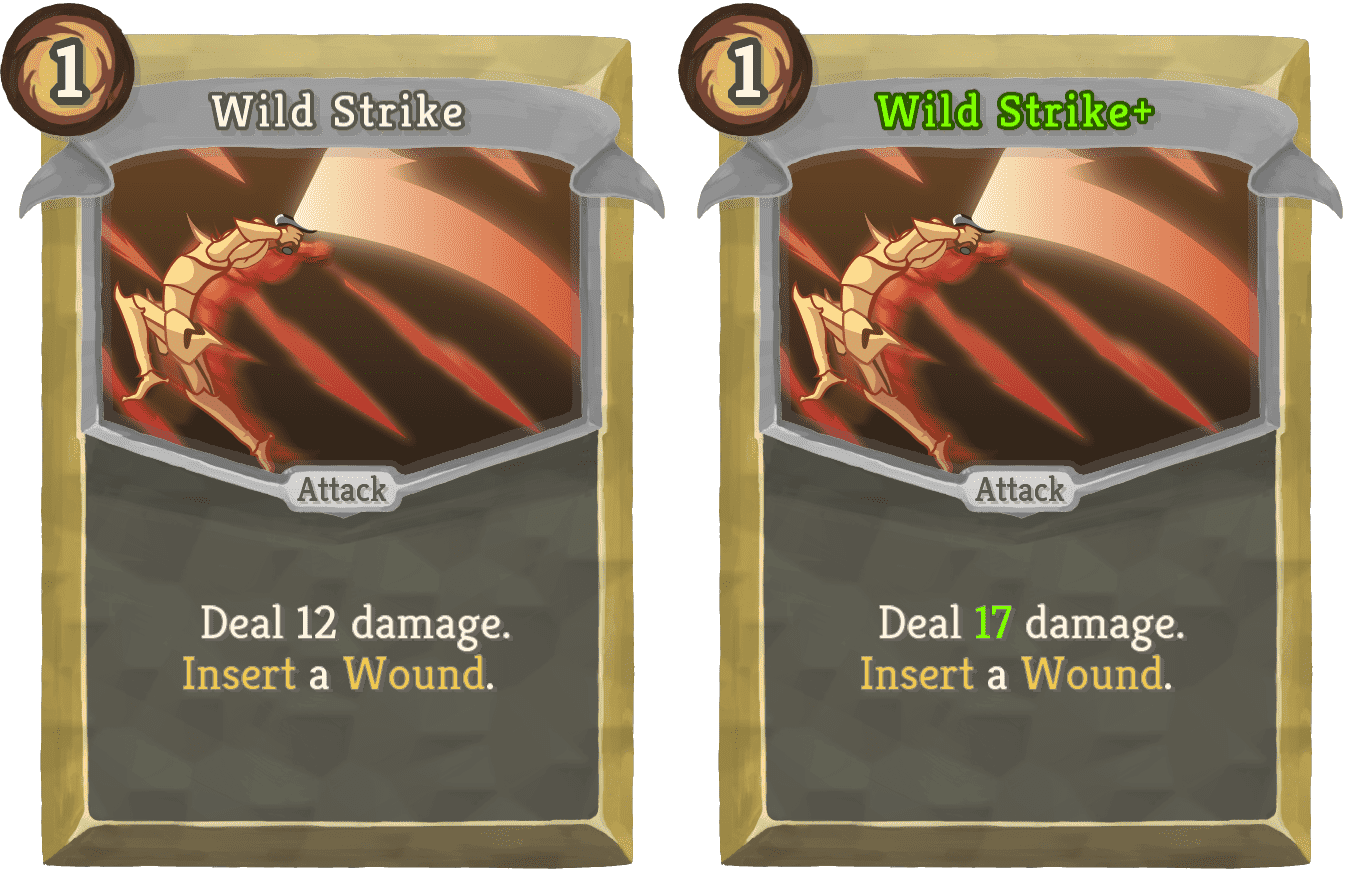 1
Wild Strike
Attack
Deal 12 damage.
Insert a Wound.
1
Wild Strike+
Attack
Deal 17 damage.
Insert a Wound.